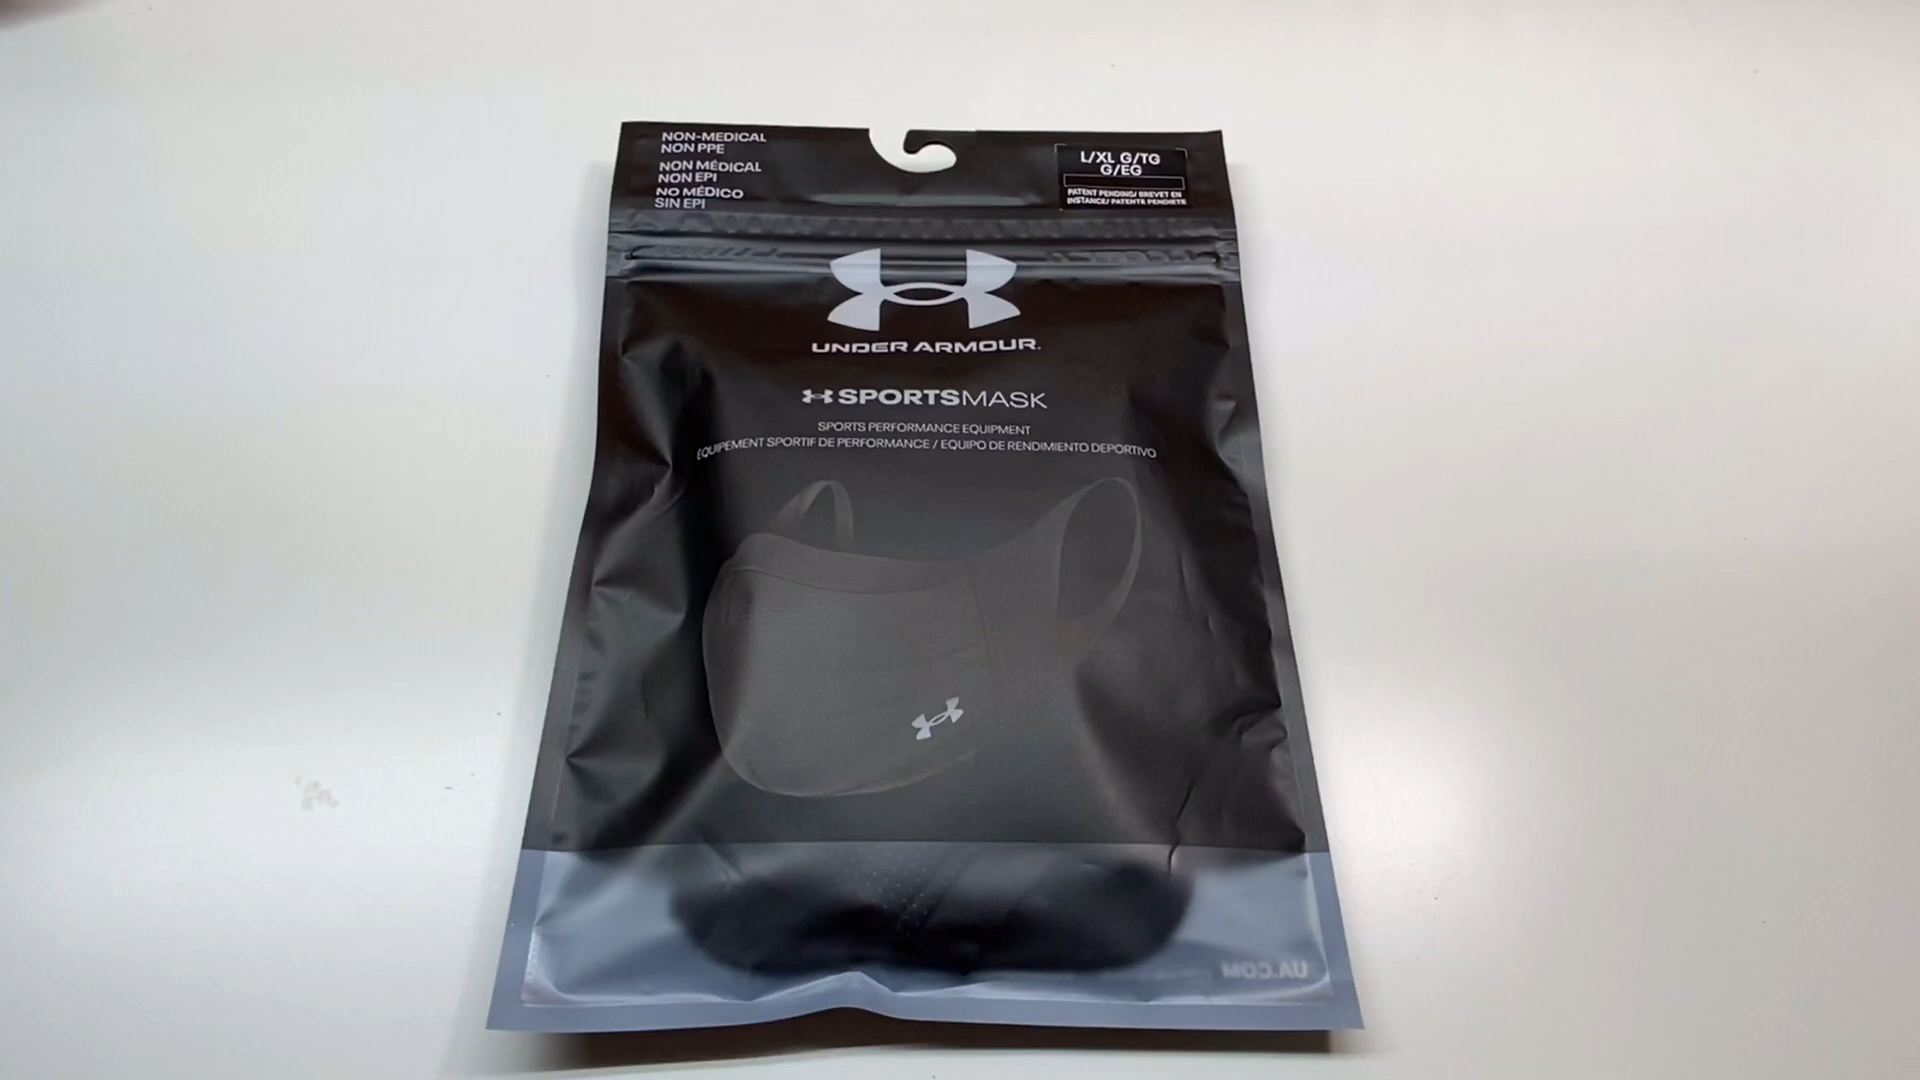 NON-MEDICAL
NON PPE
NON MÉDICAL
NON EPI
NO MÉDICO
SIN EPI
L/XL G/TG
G/EG
PATENT PENDING/ BREVET EN
INSTANCE/ PATENTE PENDIETE
UNDER ARMOUR.
SPORTSMASK
SPORTS PERFORMANCE EQUIPMENT
ÉQUIPEMENT SPORTIF DE PERFORMANCE / EQUIPO DE RENDIMIENTO DEPORTIVO
UA.COM